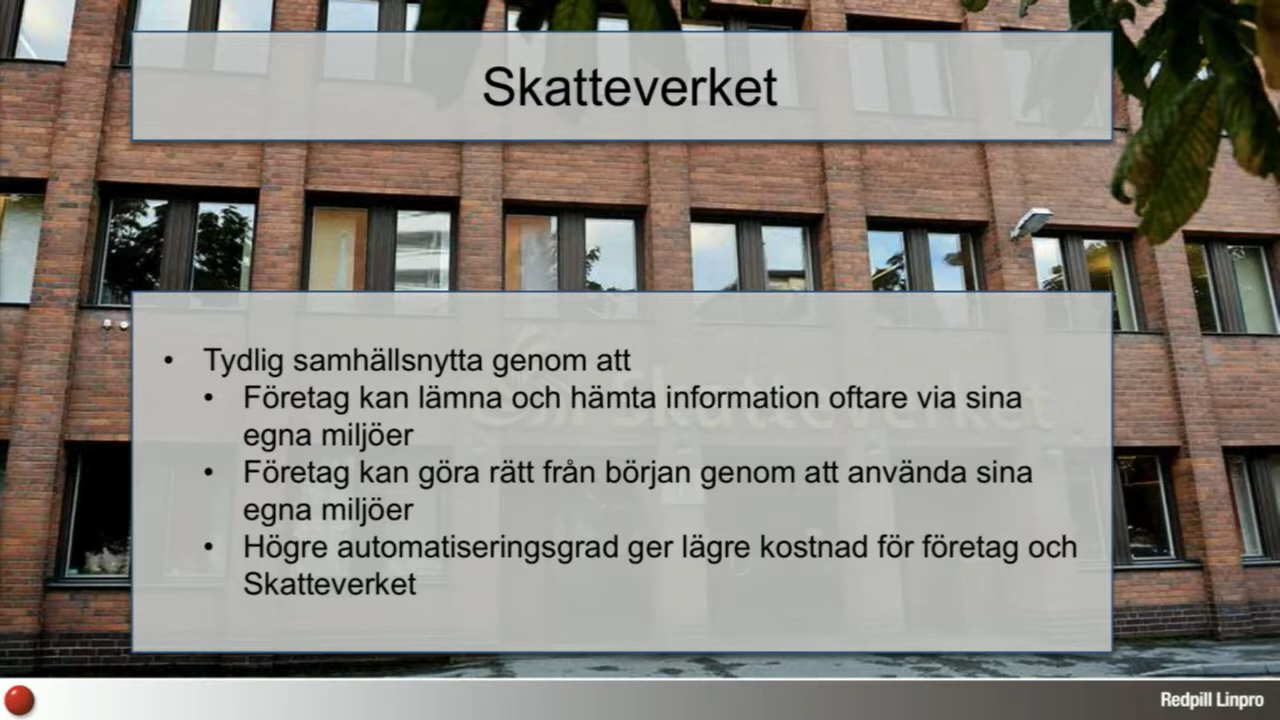 Skatteverket
• Tydlig samhällsnytta genom att
• Företag kan lämna och hämta information oftare via sina
egna miljöer
• Företag kan göra rätt från början genom att använda sina
egna miljöer
• Högre automatiseringsgrad ger lägre kostnad för företag och
Skatteverket
Skatteverket
Redpill Linpro